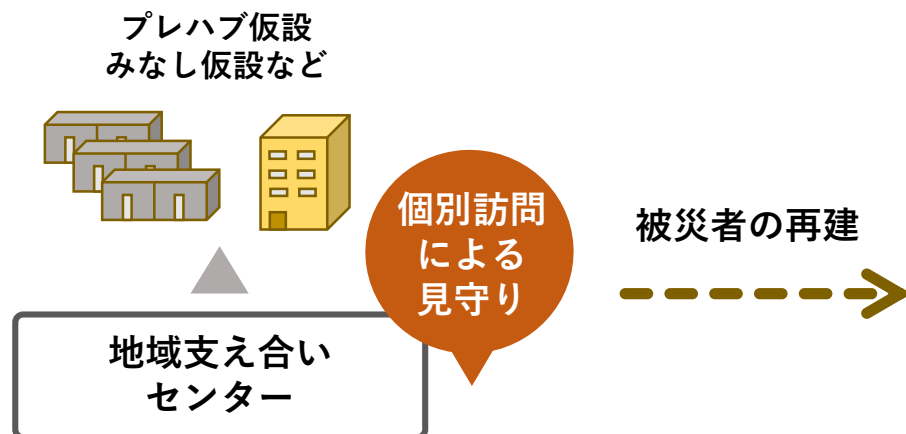 プレハブ仮設
みなし仮設など
個別訪問
による
見守り
被災者の再建
地域支え合い
センター